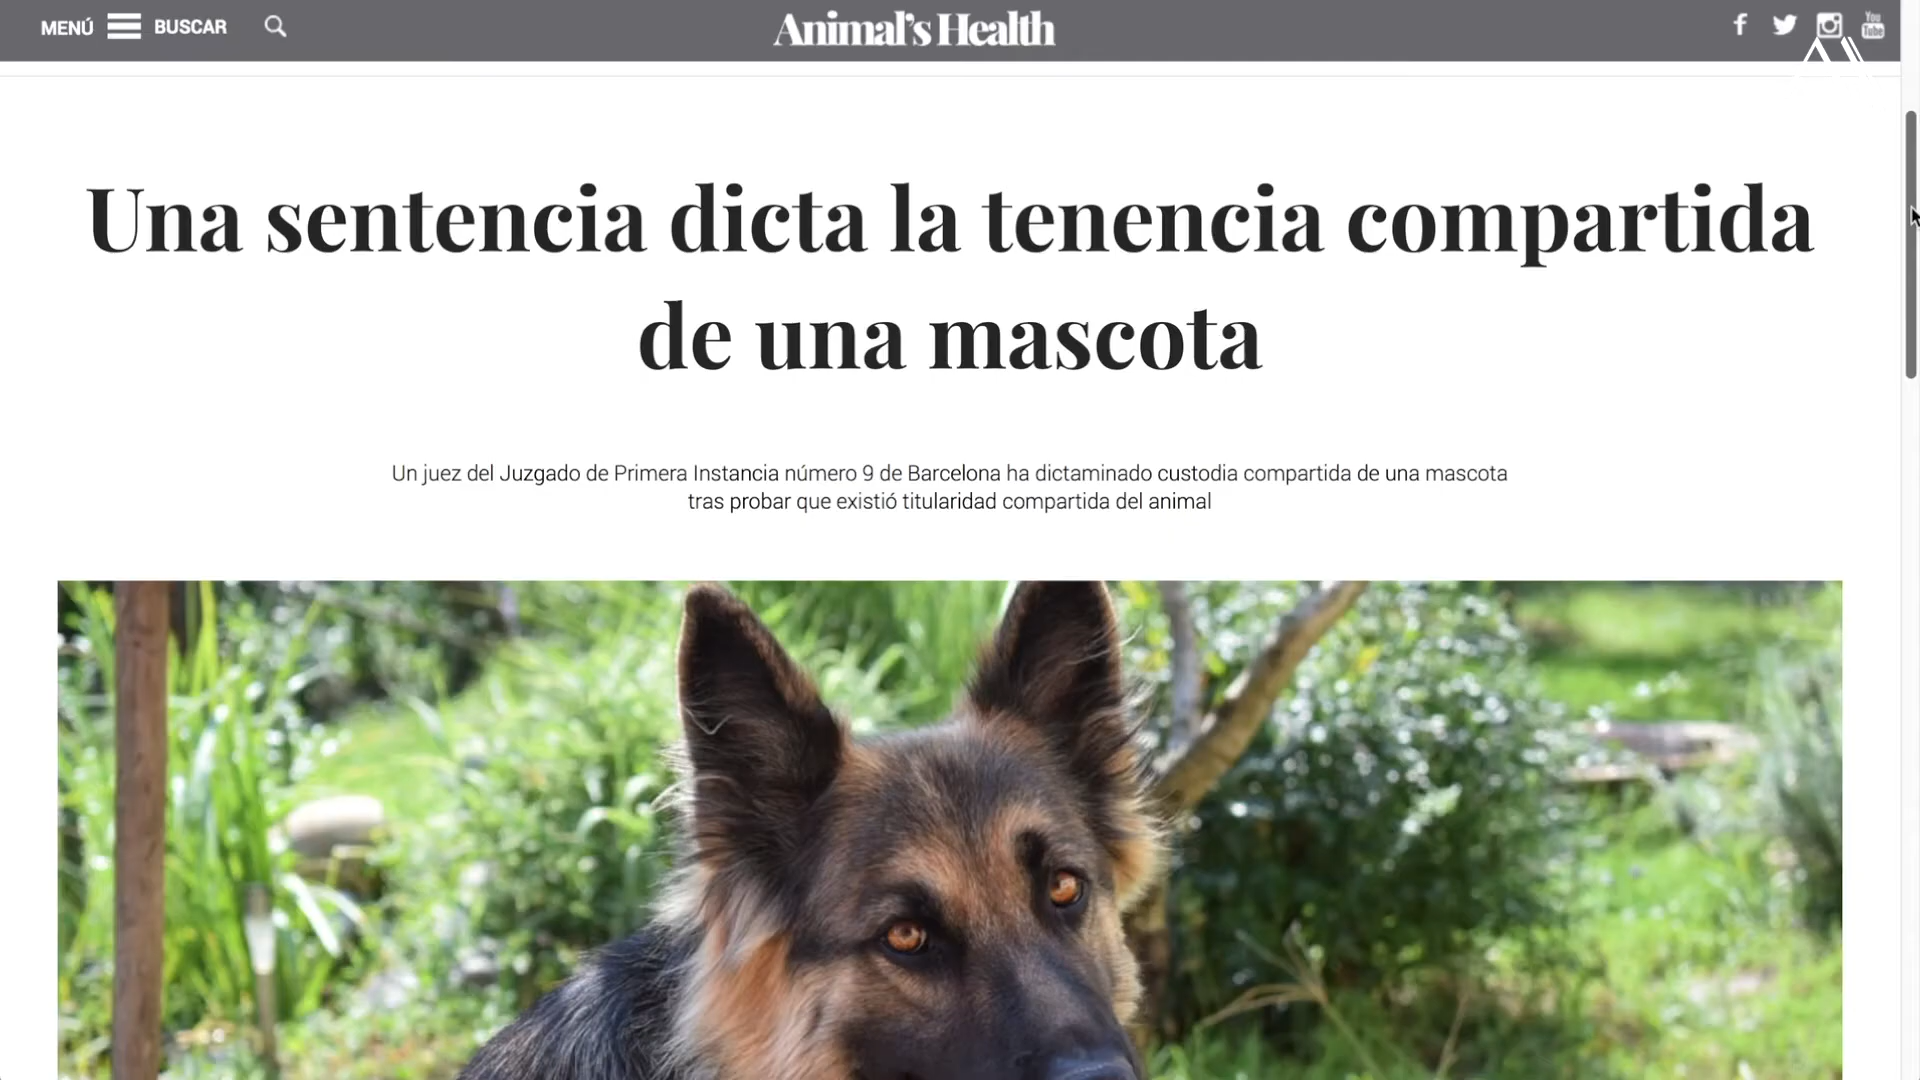 MENÚ BUSCAR Animal's Health f You Tube
Una sentencia dicta la tenencia compartida
de una mascota
Un juez del Juzgado de Primera Instancia número 9 de Barcelona ha dictaminado custodia compartida de una mascota
tras probar que existió titularidad compartida del animal